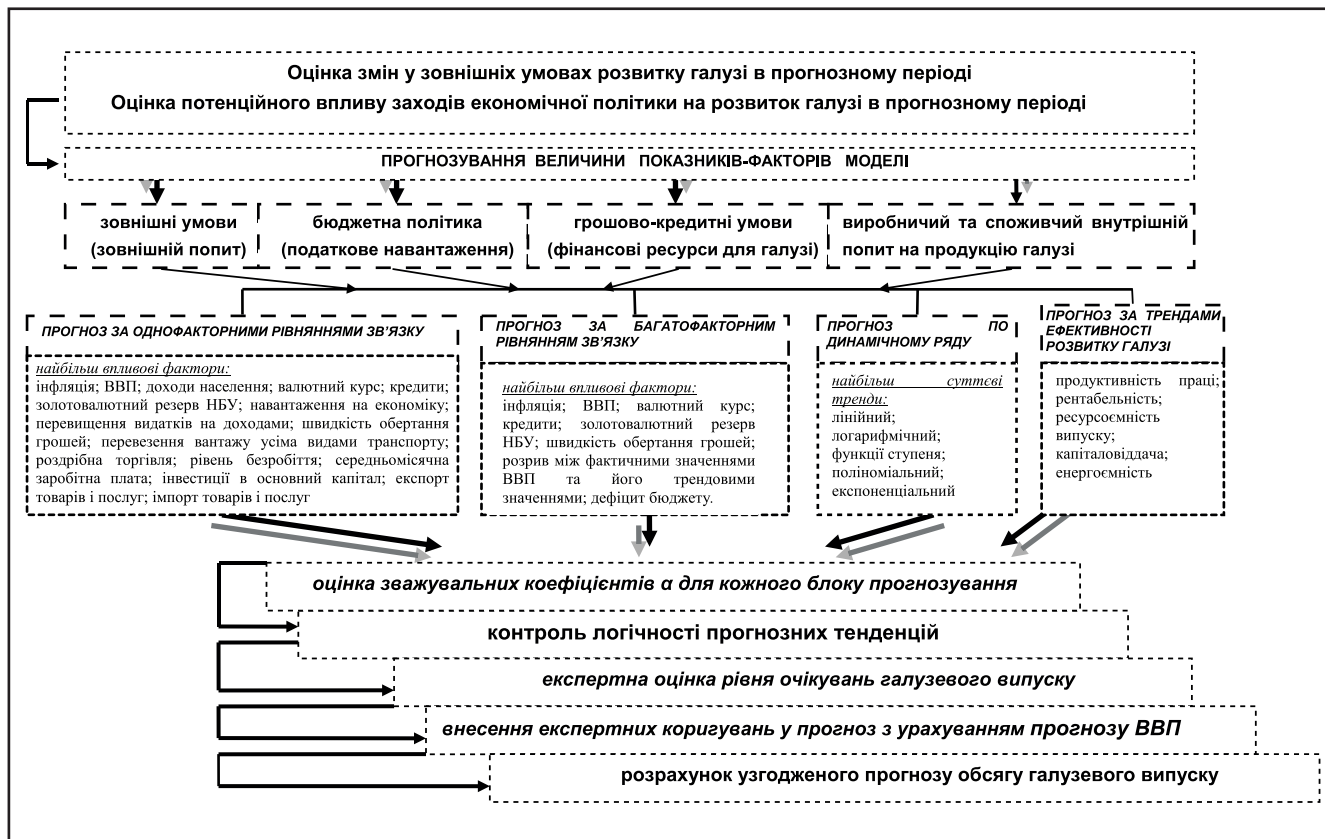 Оцінка змін у зовнішніх умовах розвитку галузі в прогнозному періоді
Оцінка потенційного впливу заходів економічної політики на розвиток галузі в прогнозному періоді
ПРОГНОЗУВАННЯ ВЕЛИЧИНИ ПОКАЗНИКІВ-ФАКТОРІВ МОДЕЛІ
зовнішні умови
(зовнішній попит)
бюджетна політика
(податкове навантаження)
грошово-кредитні умови
(фінансові ресурси для галузі)
виробничий та споживчий внутрішній
попит на продукцію галузі
ПРОГНОЗ ЗА ОДНОФАКТОРНИМИ РІВНЯННЯМИ ЗВ'ЯЗКУ
найбільш впливові фактори:
інфляція; ВВП; доходи населення; валютний курс; кредити;
золотовалютний резерв НБУ; навантаження на економіку;
перевищення видатків на доходами; швидкість обертання
грошей; перевезення вантажу усіма видами транспорту;
роздрібна торгівля; рівень безробіття; середньомісячна
заробітна плата; інвестиції в основний капітал; експорт
товарів і послуг; імпорт товарів і послуг
ПРОГНОЗ ЗА БАГАТОФАКТОРНИМ
РІВНЯННЯМ ЗВ'ЯЗКУ
найбільш впливові фактори:
інфляція; ВВП; валютний курс;
кредити; золотовалютний резерв
НБУ; швидкість обертання грошей;
розрив між фактичними значеннями
ВВП та його трендовими
значеннями; дефіцит бюджету.
ПРОГНОЗ ПО
ДИНАМІЧНОМУ РЯДУ
найбільш суттєві
тренди:
лінійний;
логарифмічний;
функції ступеня;
поліноміальний;
експоненціальний
ПРОГНОЗ ЗА ТРЕНДАМИ
ЕФЕКТИВНОСТІ
РОЗВИТКУ ГАЛУЗІ
продуктивність праці;
рентабельність;
ресурсоємність
випуску;
капіталовіддача;
енергоємність
оцінка зважувальних коефіцієнтів α для кожного блоку прогнозування
контроль логічності прогнозних тенденцій
експертна оцінка рівня очікувань галузевого випуску
внесення експертних коригувань у прогноз з урахуванням прогнозу ВВП
розрахунок узгодженого прогнозу обсягу галузевого випуску